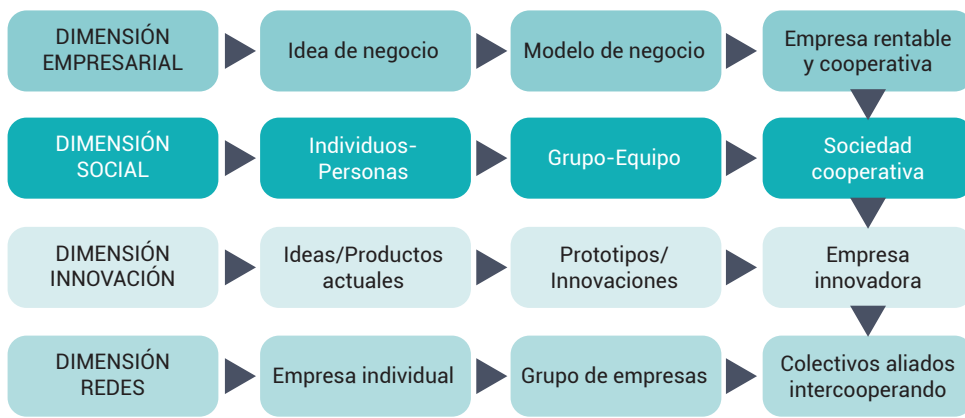 DIMENSIÓN
EMPRESARIAL
Idea de negocio
Modelo de negocio
Empresa rentable
y cooperativa
DIMENSIÓN
SOCIAL
Individuos-
Personas
Grupo-Equipo
Sociedad
cooperativa
DIMENSIÓN
INNOVACIÓN
Ideas/Productos
actuales
Prototipos/
Innovaciones
Empresa
innovadora
DIMENSIÓN
REDES
Empresa individual
Grupo de empresas
Colectivos aliados
intercooperando